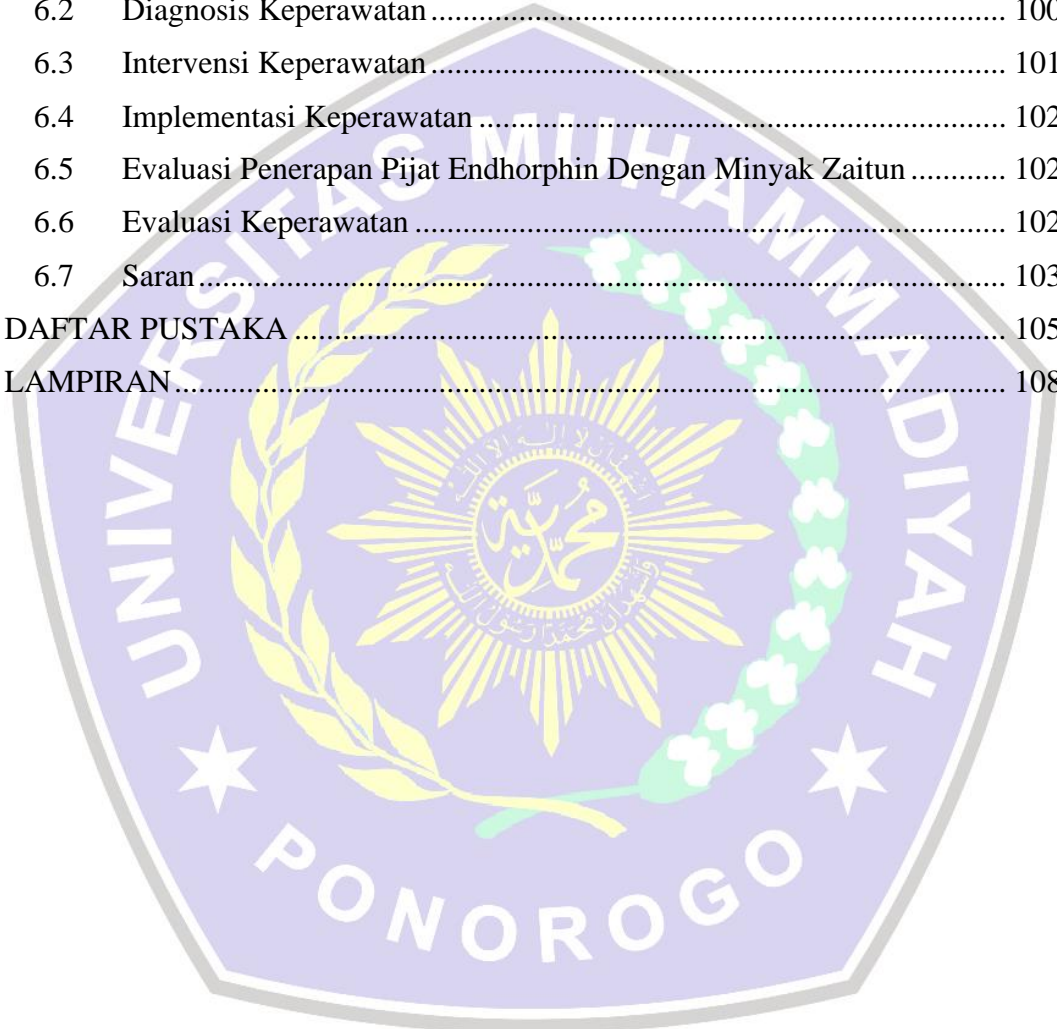 6.2 Diagnosis Keperawatan ........ 100
6.3 Intervensi Keperawatan ........ 101
6.4 Implementasi Keperawatan ........ 102
6.5 Evaluasi Penerapan Pijat Endhorphin Dengan Minyak Zaitun ........ 102
6.6 Evaluasi Keperawatan ........ 102
6.7 Saran ........ 103
DAFTAR PUSTAKA ........ 105
LAMPIRAN ........ 108
UNIVERSITAS MUHAMMADIYAH
PONOROGO